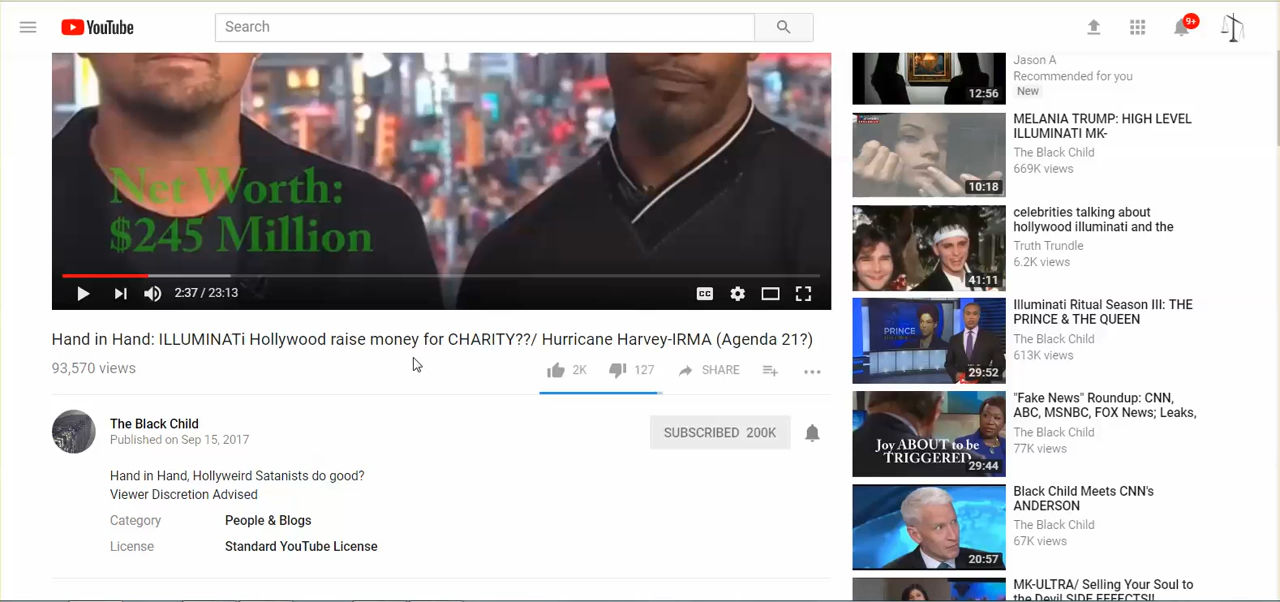 YouTube
Search
9+
Net Worth:
$245 Million
2:37 / 23:13
CC
Hand in Hand: ILLUMINATi Hollywood raise money for CHARITY??/ Hurricane Harvey-IRMA (Agenda 21?)
93,570 views
2K
127
SHARE
The Black Child
Published on Sep 15, 2017
SUBSCRIBED 200K
Hand in Hand, Hollyweird Satanists do good?
Viewer Discretion Advised
Category People & Blogs
License Standard YouTube License
12:56
Jason A
Recommended for you
New
10:18
MELANIA TRUMP: HIGH LEVEL
ILLUMINATI MK-
The Black Child
669K views
41:11
celebrities talking about
hollywood illuminati and the
Truth Trundle
6.2K views
PRINCE
29:52
Illuminati Ritual Season III: THE
PRINCE & THE QUEEN
The Black Child
613K views
Joy ABOUT to be
TRIGGERED
29:44
"Fake News" Roundup: CNN,
ABC, MSNBC, FOX News; Leaks,
The Black Child
77K views
20:57
Black Child Meets CNN's
ANDERSON
The Black Child
67K views
MK-ULTRA/ Selling Your Soul to
the Devil SIDE EFFECTS!!